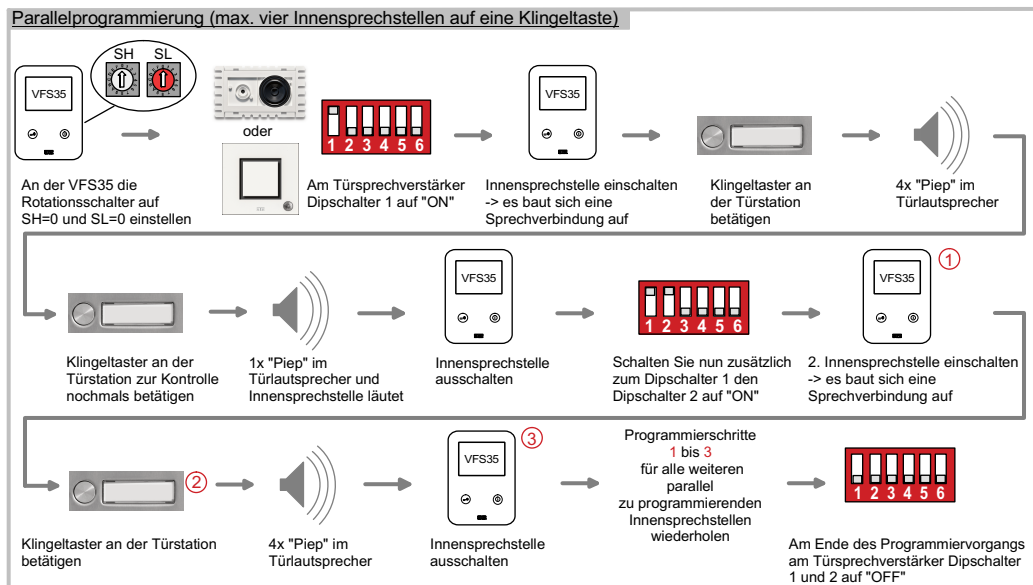 Parallelprogrammierung (max. vier Innensprechstellen auf eine Klingeltaste)
SH SL
VFS35
oder
1 2 3 4 5 6
VFS35
An der VFS35 die
Rotationsschalter auf
SH=0 und SL=0 einstellen
Am Türsprechverstärker
Dipschalter 1 auf "ON"
Innensprechstelle einschalten
-> es baut sich eine
Sprechverbindung auf
Klingeltaster an
der Türstation
betätigen
4x "Piep" im
Türlautsprecher
VFS35
1 2 3 4 5 6
VFS35
1
Klingeltaster an der
Türstation zur Kontrolle
nochmals betätigen
1x "Piep" im
Türlautsprecher und
Innensprechstelle läutet
Innensprechstelle
ausschalten
Schalten Sie nun zusätzlich
zum Dipschalter 1 den
Dipschalter 2 auf "ON"
2. Innensprechstelle einschalten
-> es baut sich eine
Sprechverbindung auf
2
VFS35
3
Programmierschritte
1 bis 3
für alle weiteren
parallel
zu programmierenden
Innensprechstellen
wiederholen
1 2 3 4 5 6
Klingeltaster an der Türstation
betätigen
4x "Piep" im
Türlautsprecher
Innensprechstelle
ausschalten
Am Ende des Programmiervorgangs
am Türsprechverstärker Dipschalter
1 und 2 auf "OFF"